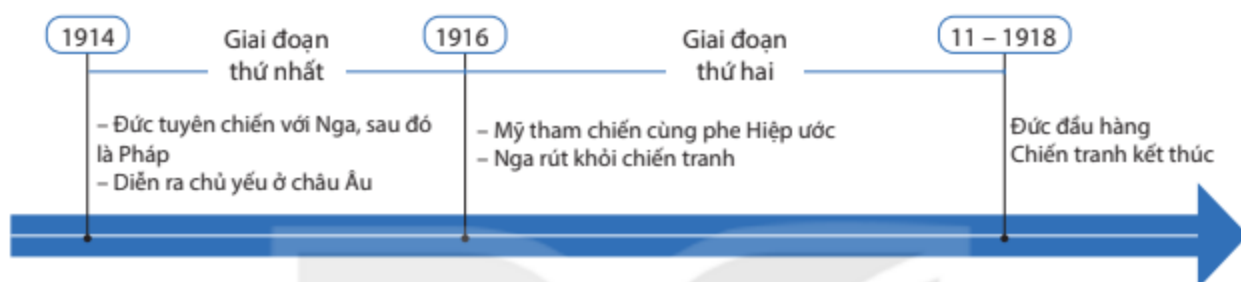 1914
Giai đoạn
thứ nhất
1916
Giai đoạn
thứ hai
11 – 1918
– Đức tuyên chiến với Nga, sau đó
là Pháp
– Diễn ra chủ yếu ở châu Âu
– Mỹ tham chiến cùng phe Hiệp ước
– Nga rút khỏi chiến tranh
Đức đầu hàng
Chiến tranh kết thúc